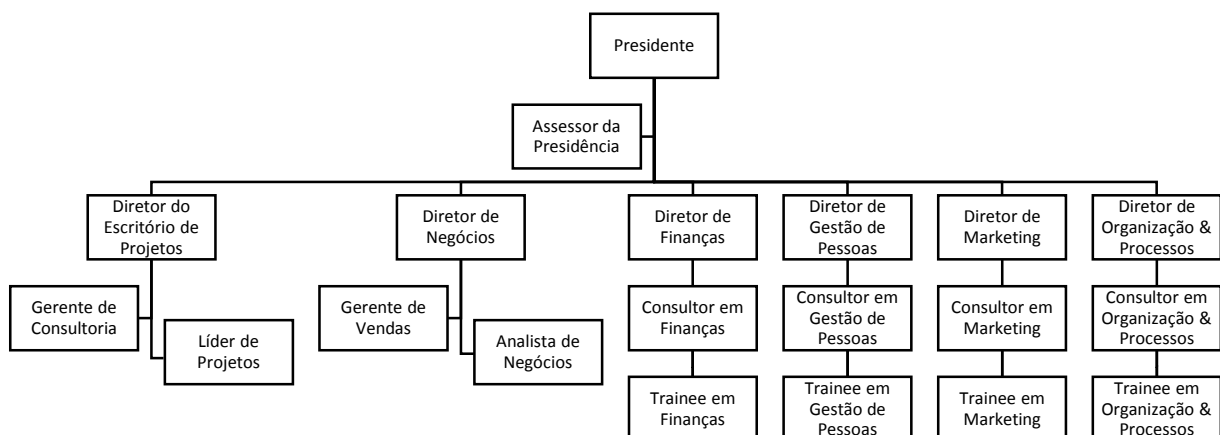 Presidente
Assessor da
Presidência
Diretor do
Escritório de
Projetos
Diretor de
Negócios
Diretor de
Finanças
Diretor de
Gestão de
Pessoas
Diretor de
Marketing
Diretor de
Organização &
Processos
Gerente de
Consultoria
Líder de
Projetos
Gerente de
Vendas
Analista de
Negócios
Consultor em
Finanças
Consultor em
Gestão de
Pessoas
Consultor em
Marketing
Consultor em
Organização &
Processos
Trainee em
Finanças
Trainee em
Gestão de
Pessoas
Trainee em
Marketing
Trainee em
Organização &
Processos